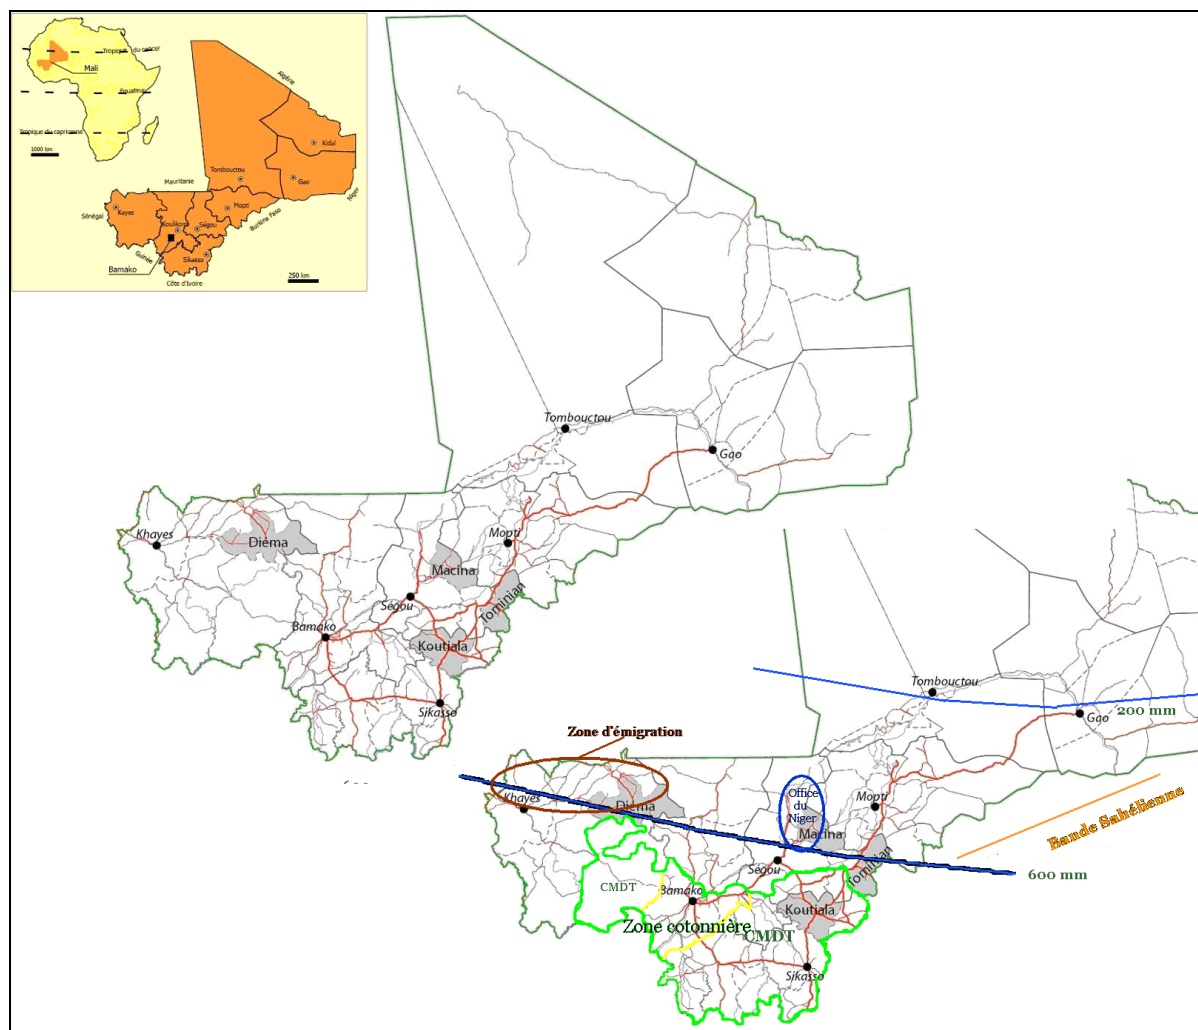 Tropique du cancer
Mali
Equateur
Tropique du capricorne
1000 km
Algérie
Kidal
Tombouctou
Gao
Mauritanie
Niger
Mopti
Sénégal
Kayes
Burkina Faso
Koulikoro
Ségou
Guinée
Sikasso
Bamako
250 km
Côte d'Ivoire
Tombouctou
Gao
Khayes
Diéma
Mopti
Macina
Ségou
Tominian
Bamako
Koutiala
Sikasso
Tombouctou
Gao
200 mm
Zone d'émigration
Khayes
Diéma
Office
du
Niger
Mopti
Macina
Bande Sahélienne
Ségou
Tominian
600 mm
CMDT
Bamako
Koutiala
Zone cotonnière
CMDT
Sikasso